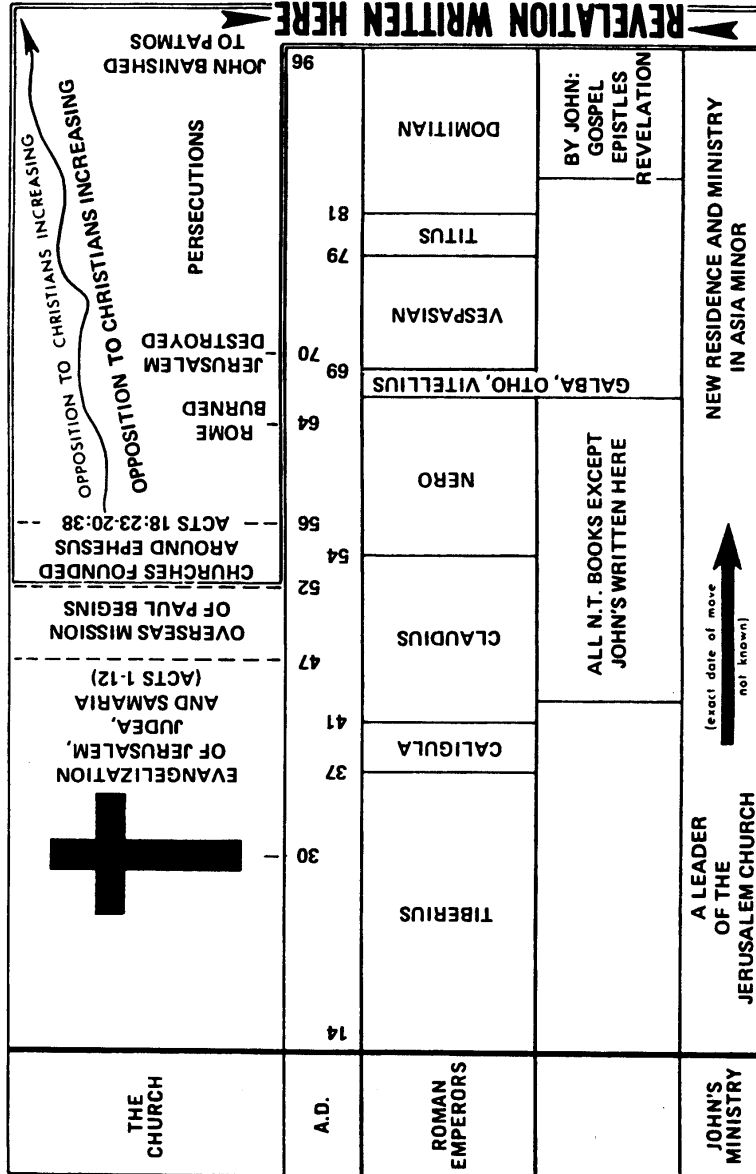 THE
CHURCH
EVANGELIZATION
OF JERUSALEM,
JUDEA,
AND SAMARIA
(ACTS 1-12)
OVERSEAS MISSION
OF PAUL BEGINS
CHURCHES FOUNDED
AROUND EPHESUS
ACTS 18:23-20:38
OPPOSITION TO CHRISTIANS INCREASING
OPPOSITION TO CHRISTIANS INCREASING
ROME
BURNED
JERUSALEM
DESTROYED
PERSECUTIONS
JOHN BANISHED
TO PATMOS
A.D.
14
30
37
41
47
52
54
56
64
69
70
79
81
96
ROMAN
EMPERORS
TIBERIUS
CALIGULA
CLAUDIUS
NERO
GALBA, OTHO, VITELLIUS
VESPASIAN
TITUS
DOMITIAN
ALL N.T. BOOKS EXCEPT
JOHN'S WRITTEN HERE
BY JOHN:
GOSPEL
EPISTLES
REVELATION
JOHN'S
MINISTRY
A LEADER
OF THE
JERUSALEM CHURCH
(exact date of move
not known)
NEW RESIDENCE AND MINISTRY
IN ASIA MINOR
REVELATION WRITTEN HERE